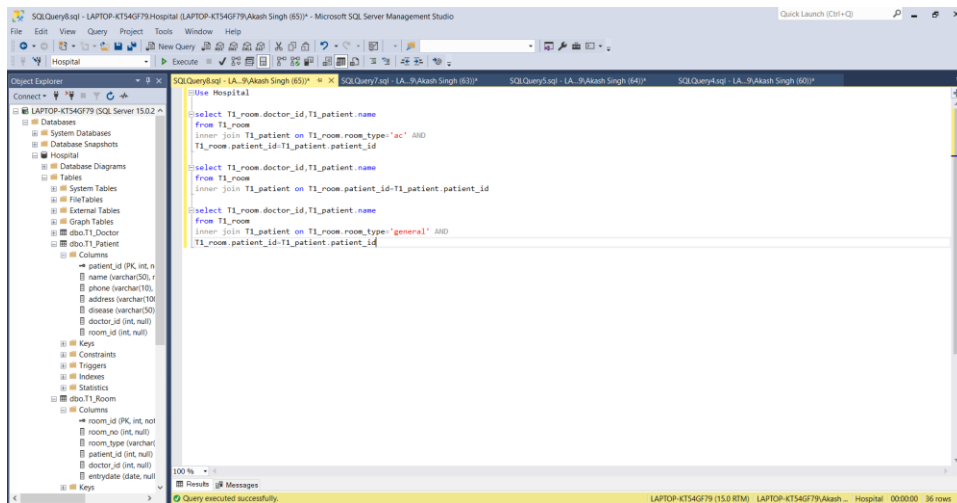 SQLQuery8.sql - LAPTOP-KT54GF79.Hospital (LAPTOP-KT54GF79\Akash Singh (65))* - Microsoft SQL Server Management Studio
Quick Launch (Ctrl+Q)
File Edit View Query Project Tools Window Help
New Query
Hospital
Execute
Object Explorer
SQLQuery8.sql - LA...9\Akash Singh (65))*
SQLQuery7.sql - LA...9\Akash Singh (63))*
SQLQuery5.sql - LA...9\Akash Singh (64))*
SQLQuery4.sql - LA...9\Akash Singh (60))*
Connect
LAPTOP-KT54GF79 (SQL Server 15.0.2
Databases
System Databases
Database Snapshots
Hospital
Database Diagrams
Tables
System Tables
FileTables
External Tables
Graph Tables
dbo.T1_Doctor
dbo.T1_Patient
Columns
patient_id (PK, int, n
name (varchar(50), r
phone (varchar(10),
address (varchar(100
disease (varchar(50)
doctor_id (int, null)
room_id (int, null)
Keys
Constraints
Triggers
Indexes
Statistics
dbo.T1_Room
Columns
room_id (PK, int, not
room_no (int, null)
room_type (varchar(
patient_id (int, null)
doctor_id (int, null)
entrydate (date, null
Keys
Use Hospital
select T1_room.doctor_id,T1_patient.name
from T1_room
inner join T1_patient on T1_room.room_type='ac' AND
T1_room.patient_id=T1_patient.patient_id
select T1_room.doctor_id,T1_patient.name
from T1_room
inner join T1_patient on T1_room.patient_id=T1_patient.patient_id
select T1_room.doctor_id,T1_patient.name
from T1_room
inner join T1_patient on T1_room.room_type='general' AND
T1_room.patient_id=T1_patient.patient_id
100 %
Results Messages
Query executed successfully.
LAPTOP-KT54GF79 (15.0 RTM) LAPTOP-KT54GF79\Akash ... Hospital 00:00:00 36 rows